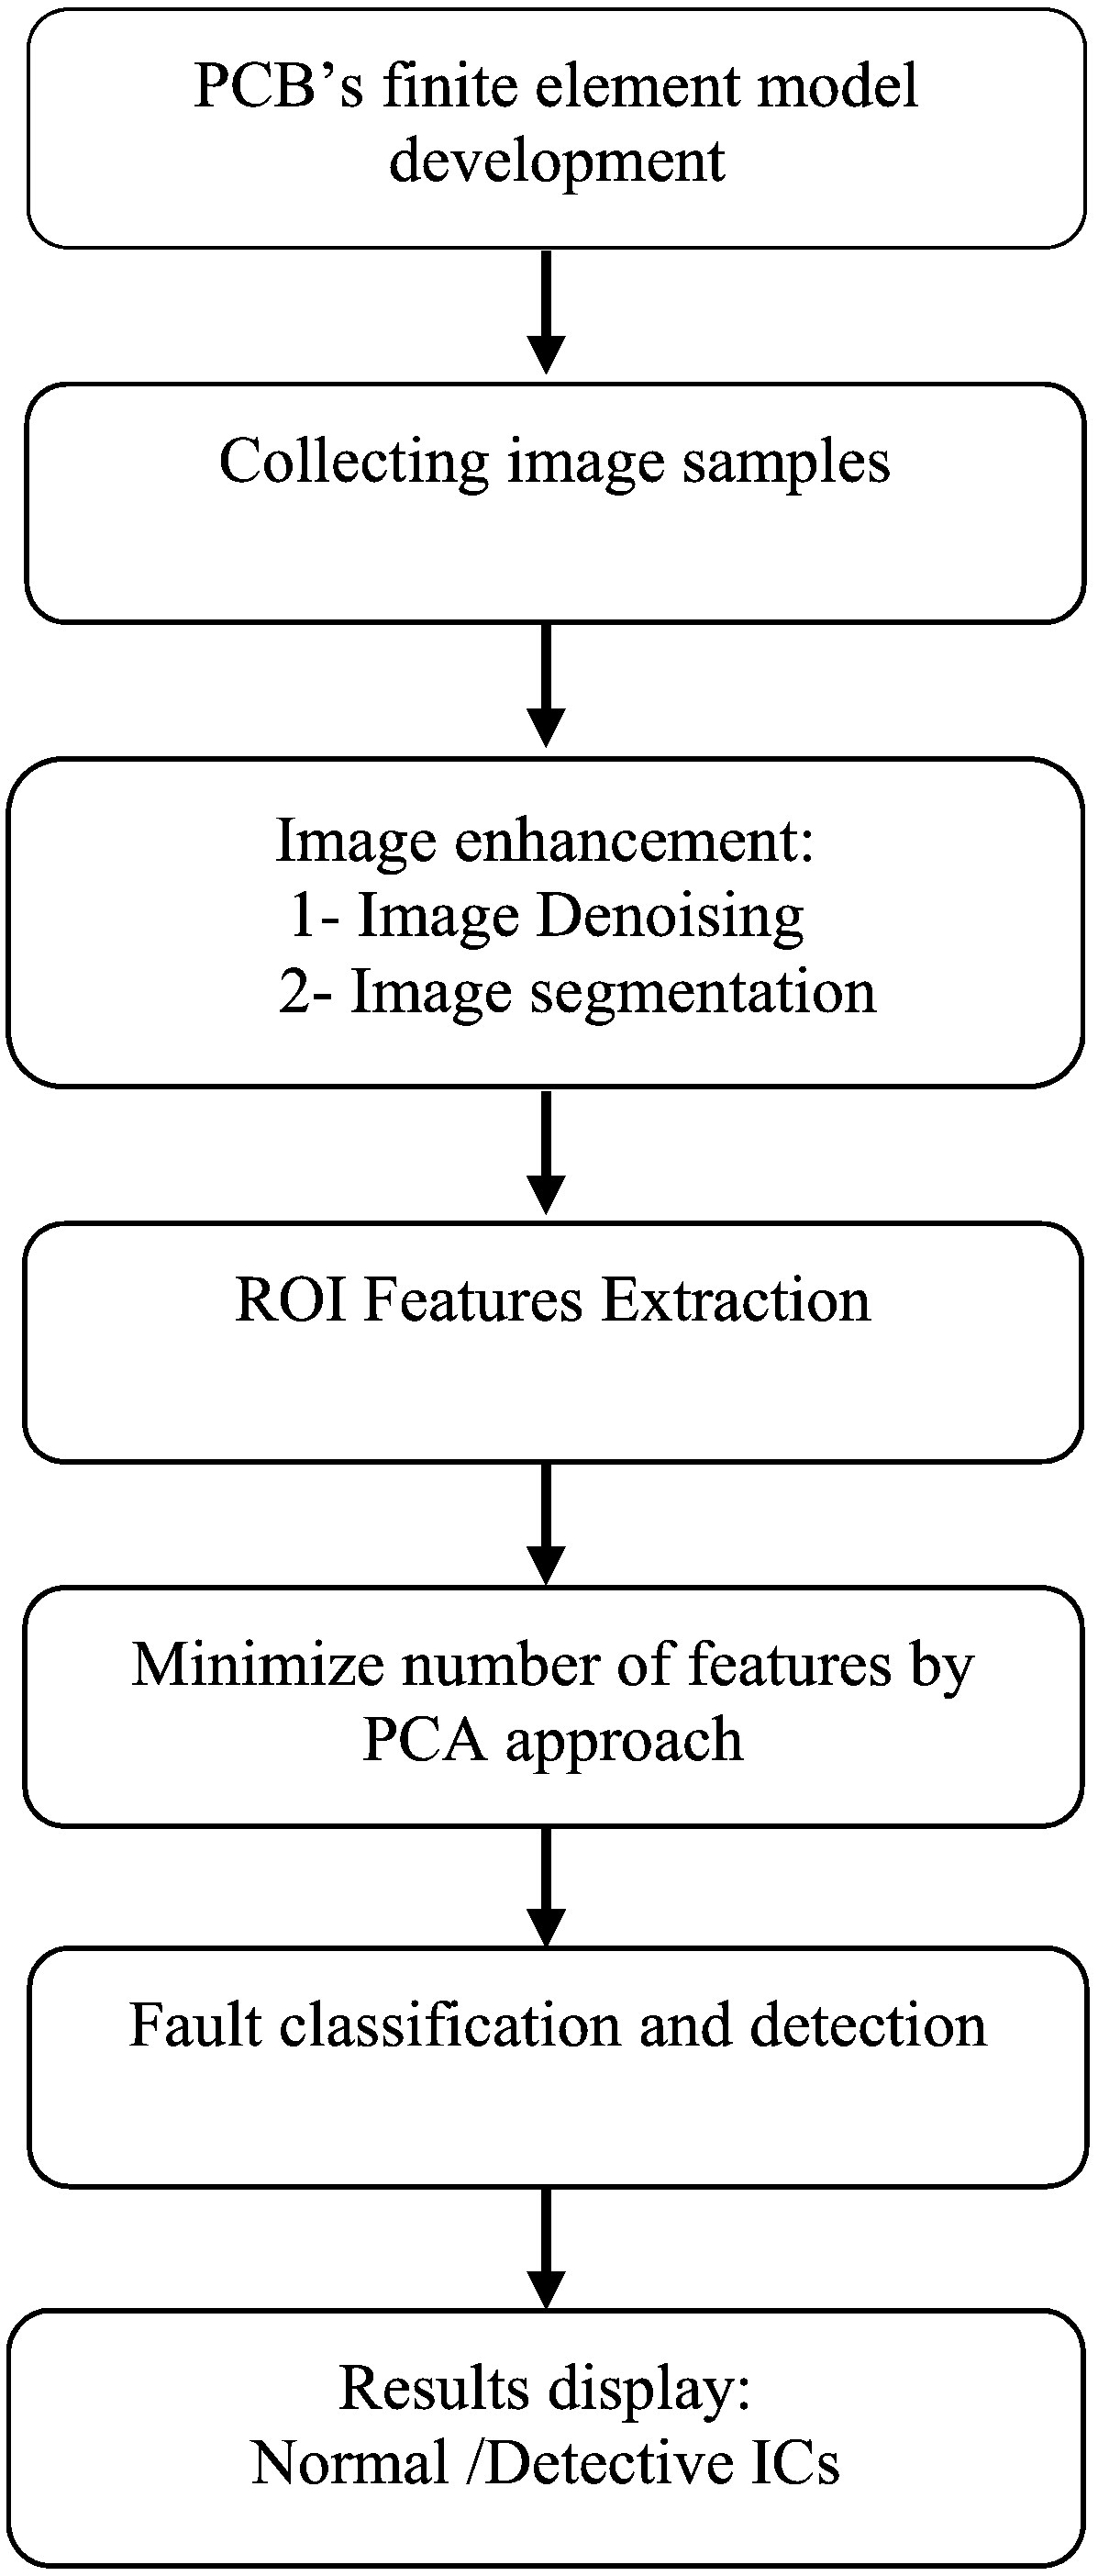 PCB’s finite element model
development
Collecting image samples
Image enhancement:
1- Image Denoising
2- Image segmentation
ROI Features Extraction
Minimize number of features by
PCA approach
Fault classification and detection
Results display:
Normal /Detective ICs